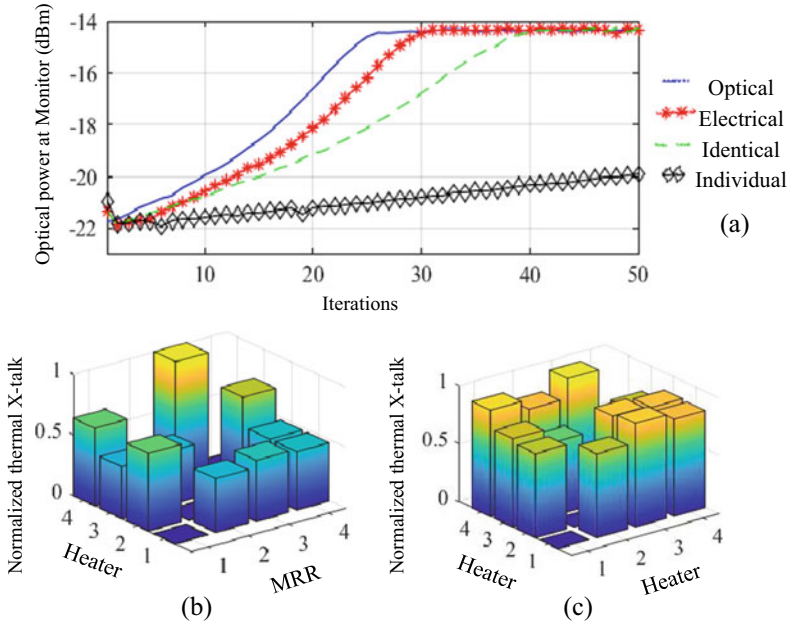 Optical power at Monitor (dBm)
-14
-16
-18
-20
-22
10
20
30
40
50
Iterations
Optical
Electrical
Identical
Individual
(a)
Normalized thermal X-talk
1
0.5
0
4
3
2
1
Heater
1
2
3
4
MRR
(b)
Normalized thermal X-talk
1
0.5
0
4
3
2
1
Heater
1
2
3
4
Heater
(c)